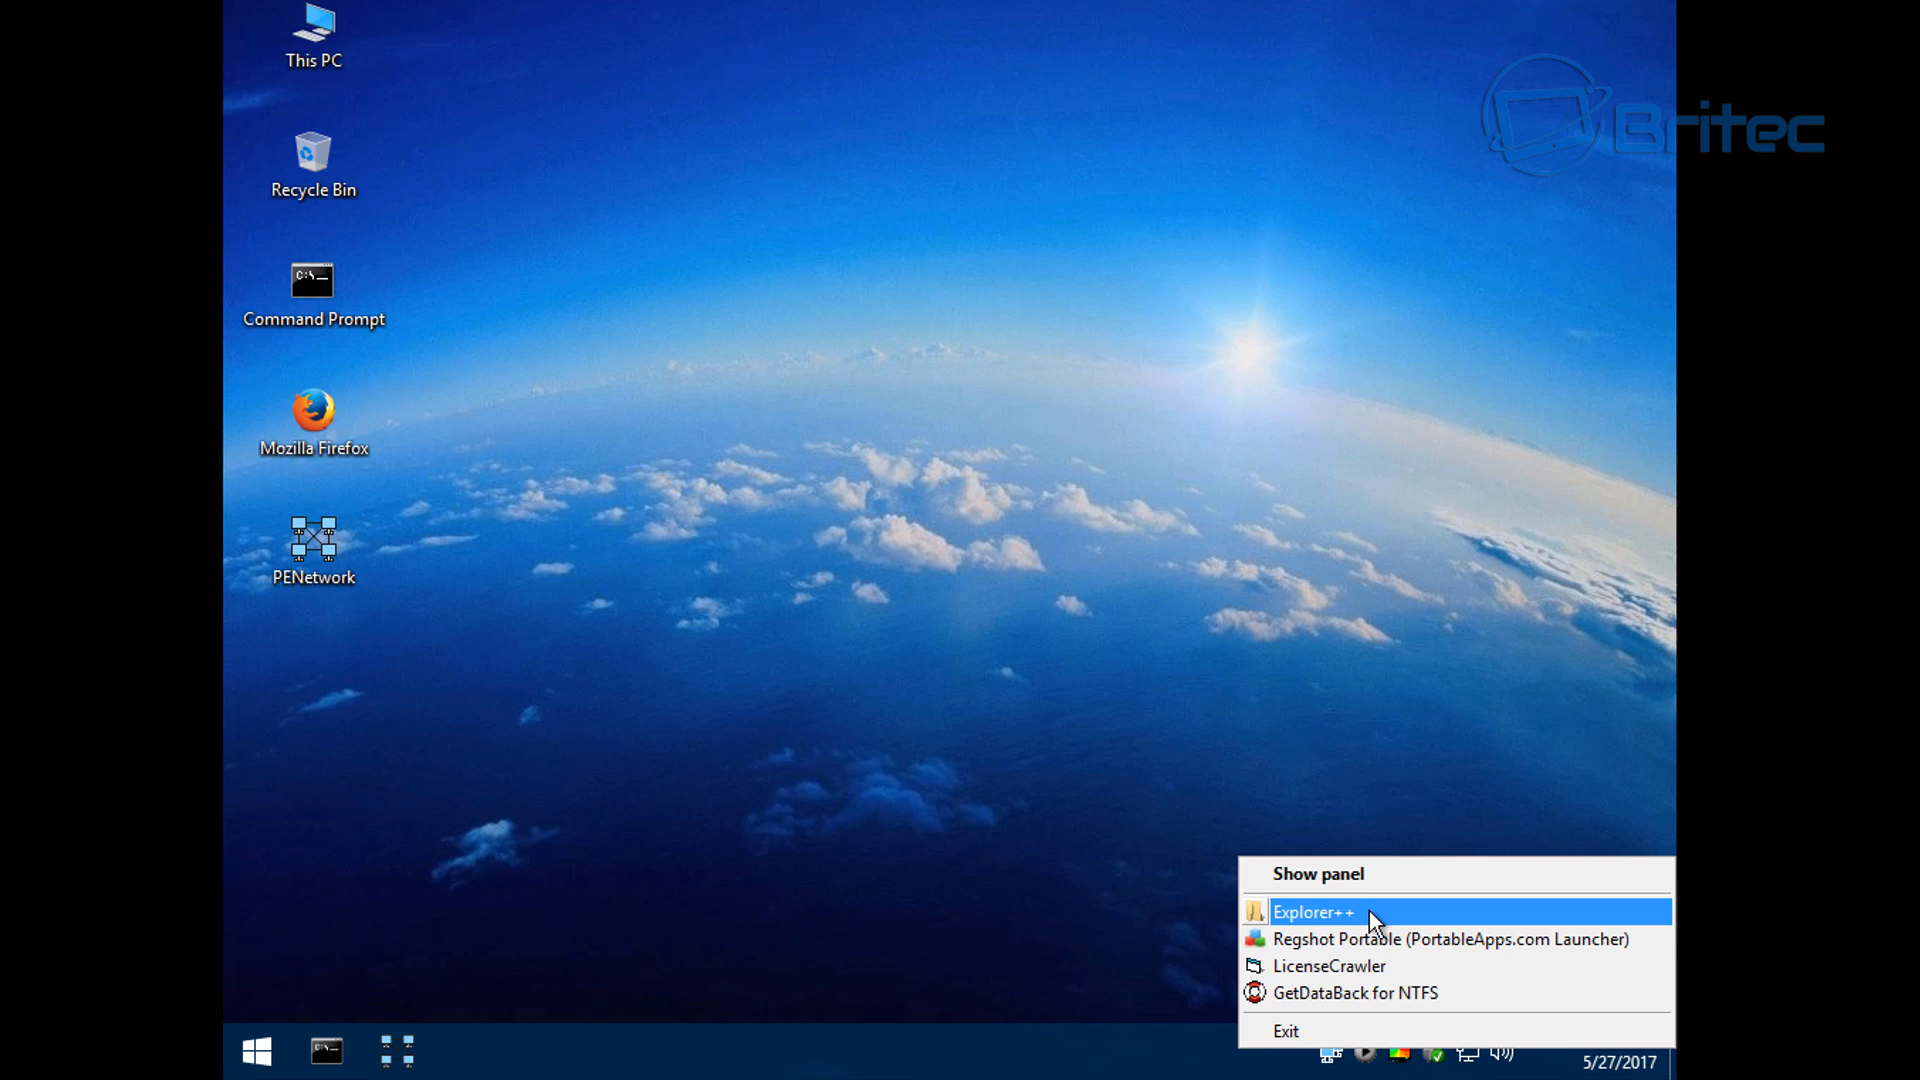 This PC
Britec
Recycle Bin
C:\
Command Prompt
Mozilla Firefox
PENetwork
Show panel
Explorer++
Regshot Portable (PortableApps.com Launcher)
LicenseCrawler
GetDataBack for NTFS
Exit
5/27/2017